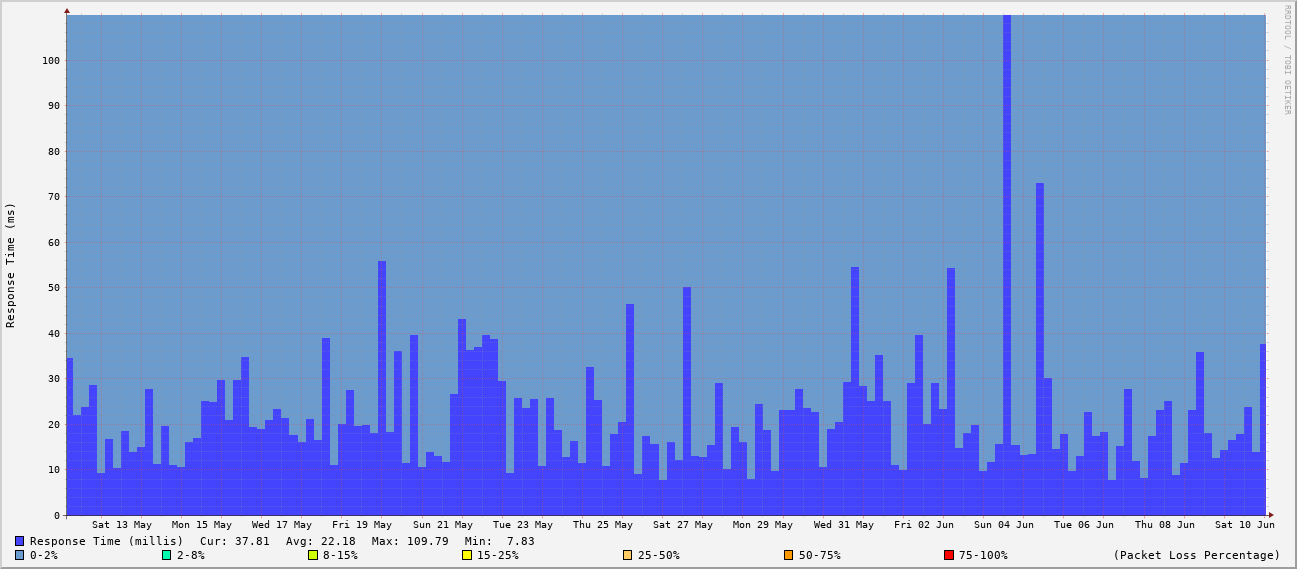 RRDTOOL / TOBI OETIKER
Response Time (ms)
100
90
80
70
60
50
40
30
20
10
0
Sat 13 May Mon 15 May Wed 17 May Fri 19 May Sun 21 May Tue 23 May Thu 25 May Sat 27 May Mon 29 May Wed 31 May Fri 02 Jun Sun 04 Jun Tue 06 Jun Thu 08 Jun Sat 10 Jun
Response Time (millis) Cur: 37.81 Avg: 22.18 Max: 109.79 Min: 7.83
0-2% 2-8% 8-15% 15-25% 25-50% 50-75% 75-100% (Packet Loss Percentage)